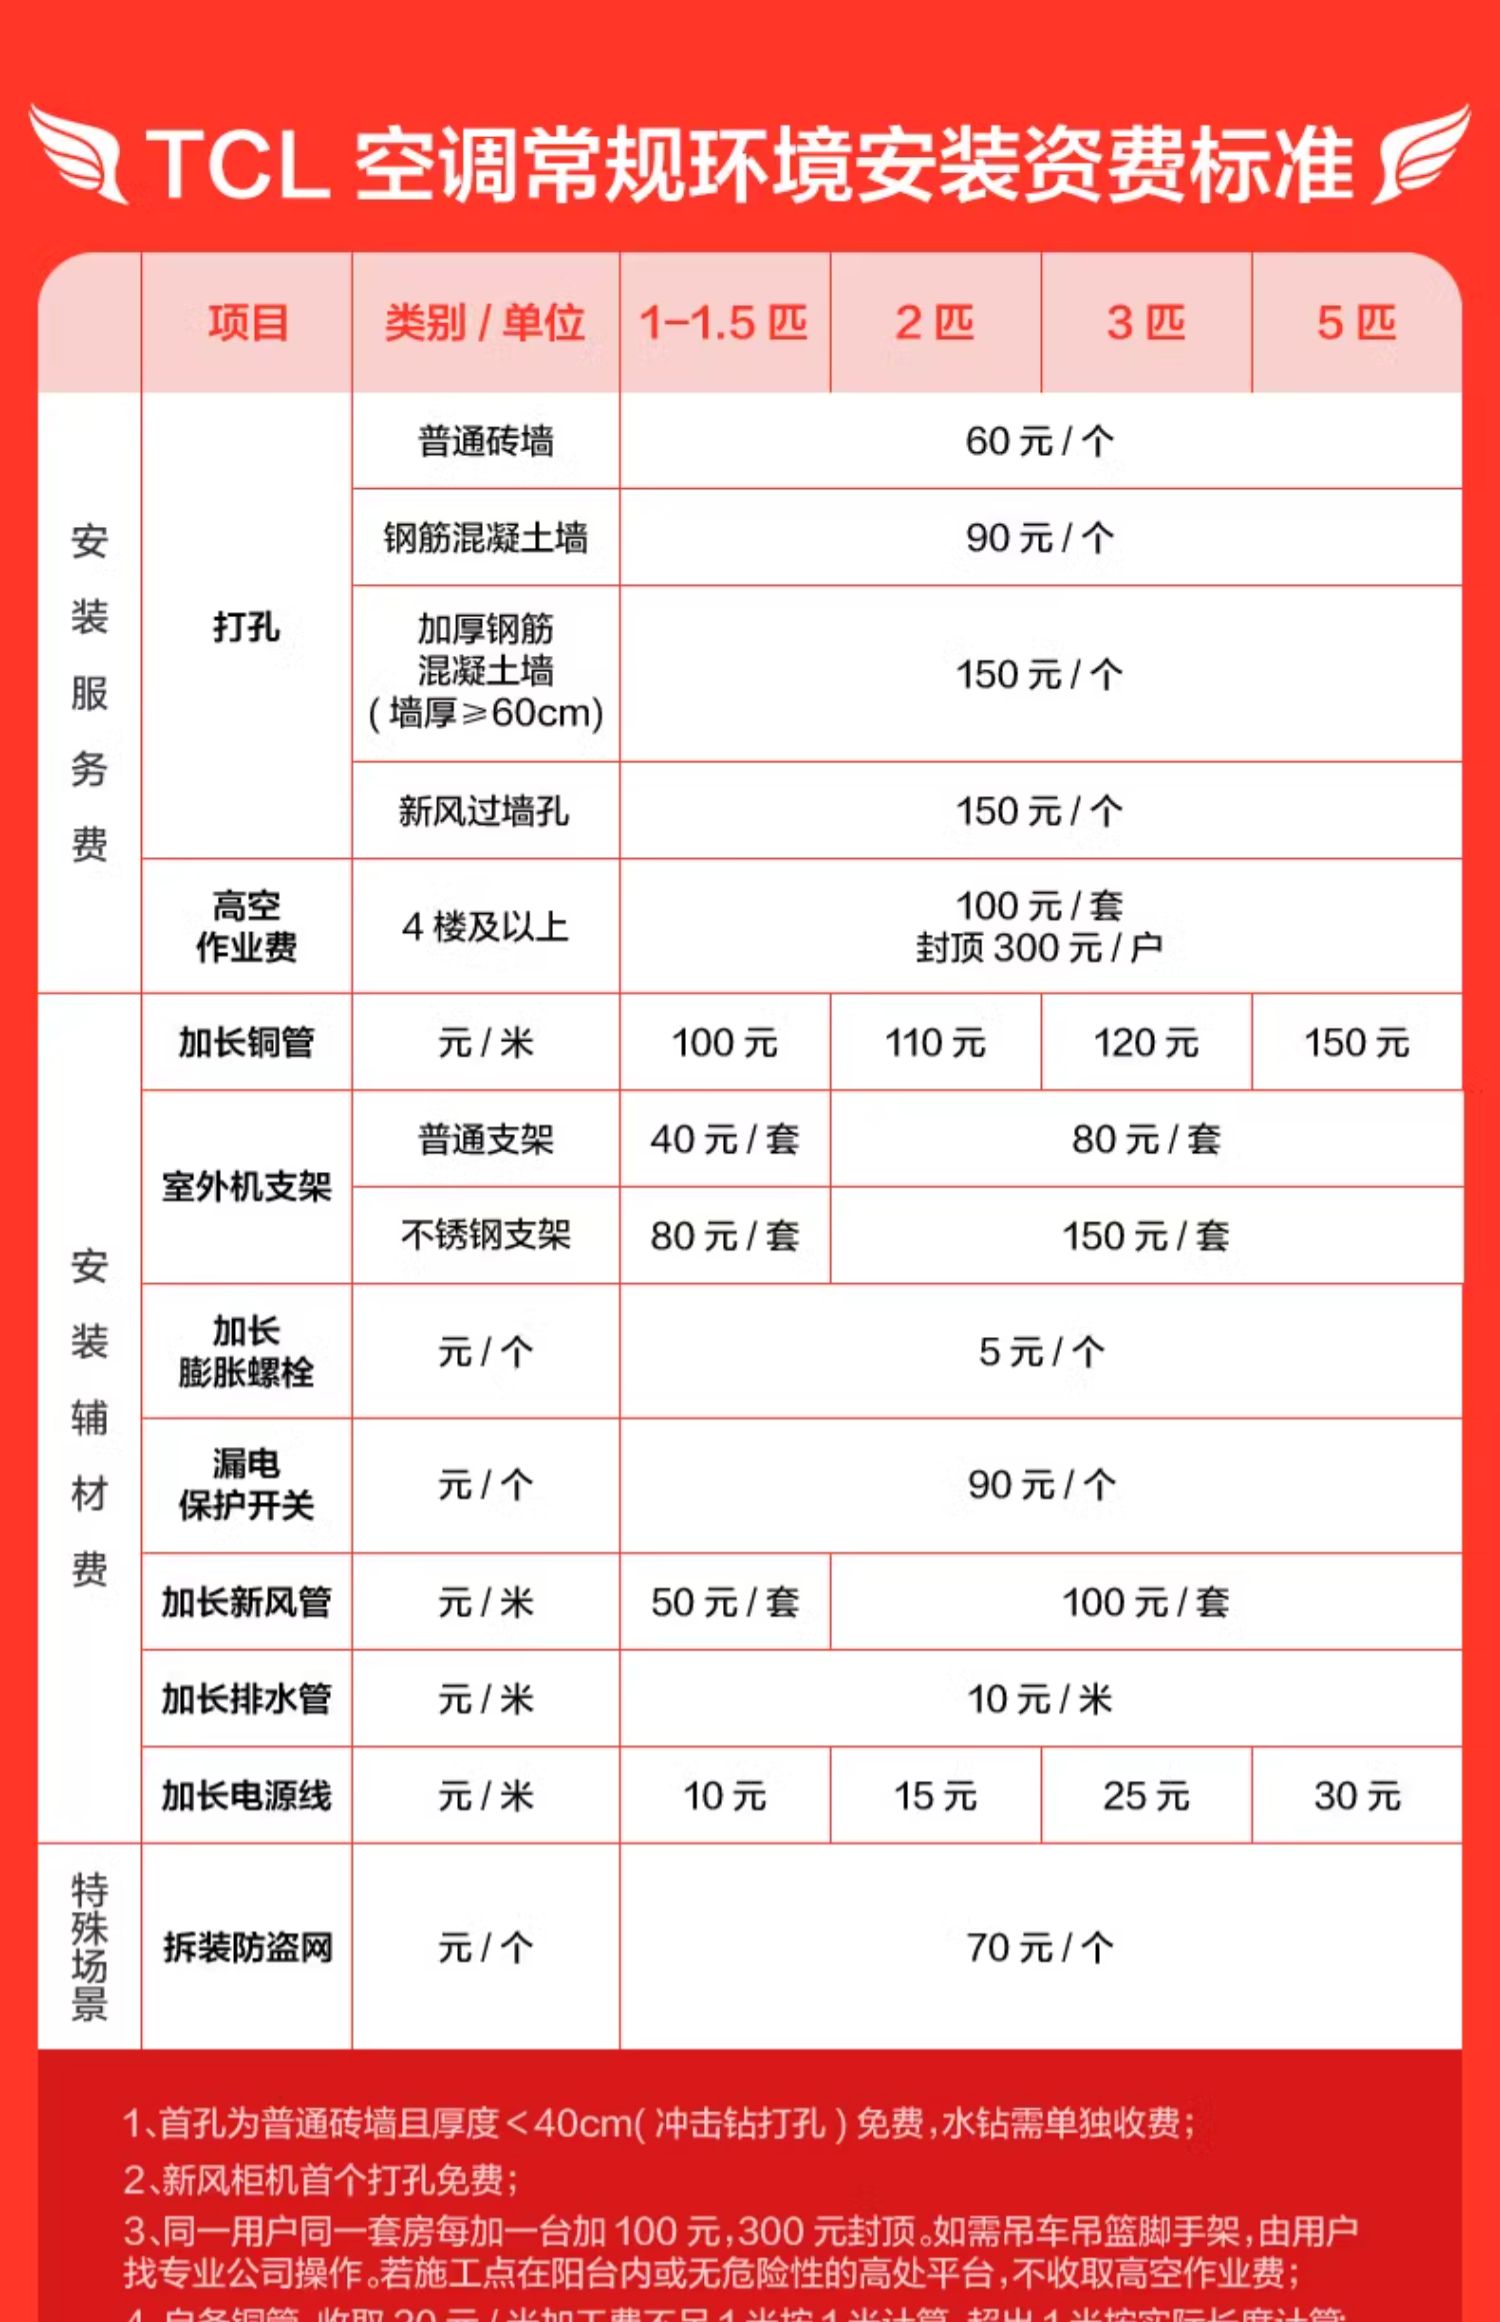 TCL 空调常规环境安装资费标准
项目 类别 / 单位 1–1.5 匹 2 匹 3 匹 5 匹
安装服务费
打孔
普通砖墙 60 元 / 个
钢筋混凝土墙 90 元 / 个
加厚钢筋
混凝土墙
( 墙厚≥60cm)
150 元 / 个
新风过墙孔 150 元 / 个
高空
作业费
4 楼及以上
100 元 / 套
封顶 300 元 / 户
安装辅材费
加长铜管 元 / 米 100 元 110 元 120 元 150 元
室外机支架
普通支架 40 元 / 套 80 元 / 套
不锈钢支架 80 元 / 套 150 元 / 套
加长
膨胀螺栓
元 / 个 5 元 / 个
漏电
保护开关
元 / 个 90 元 / 个
加长新风管 元 / 米 50 元 / 套 100 元 / 套
加长排水管 元 / 米 10 元 / 米
加长电源线 元 / 米 10 元 15 元 25 元 30 元
特殊场景
拆装防盗网 元 / 个 70 元 / 个
1、首孔为普通砖墙且厚度＜40cm( 冲击钻打孔 ) 免费，水钻需单独收费；
2、新风柜机首个打孔免费；
3、同一用户同一套房每加一台加 100 元，300 元封顶。如需吊车吊篮脚手架，由用户
找专业公司操作。若施工点在阳台内或无危险性的高处平台，不收取高空作业费；